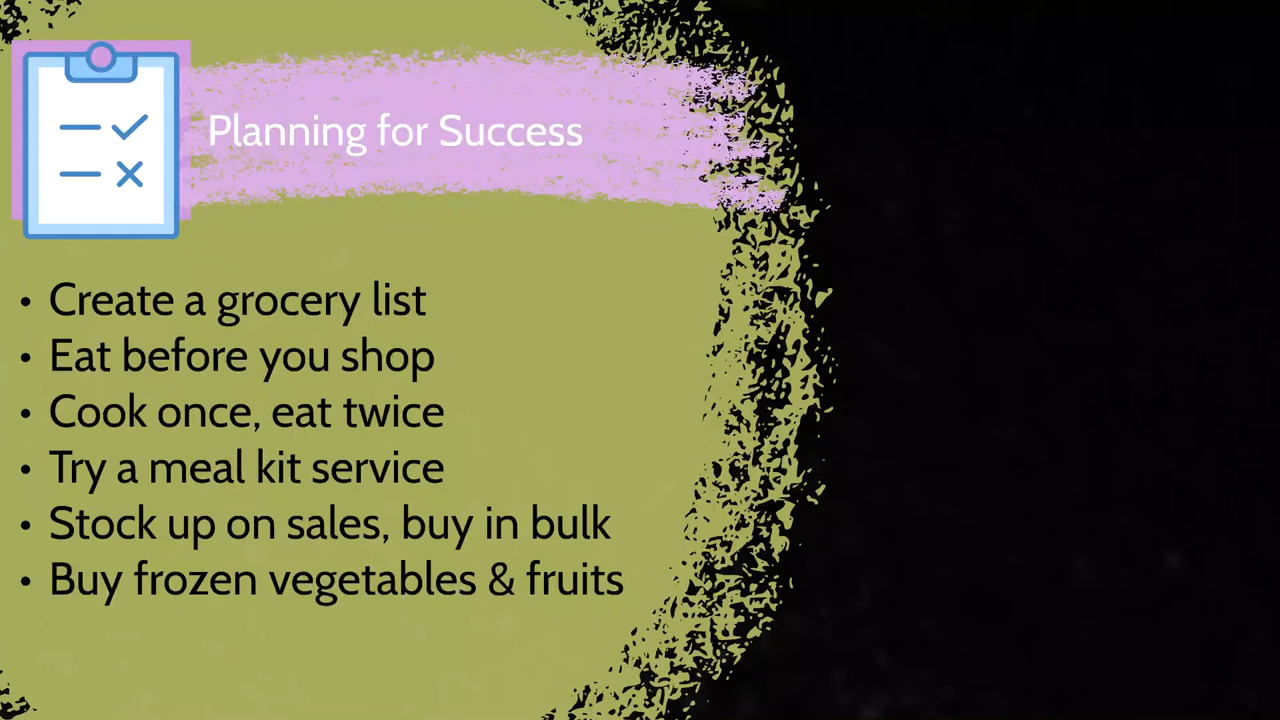 Planning for Success
• Create a grocery list
• Eat before you shop
• Cook once, eat twice
• Try a meal kit service
• Stock up on sales, buy in bulk
• Buy frozen vegetables & fruits